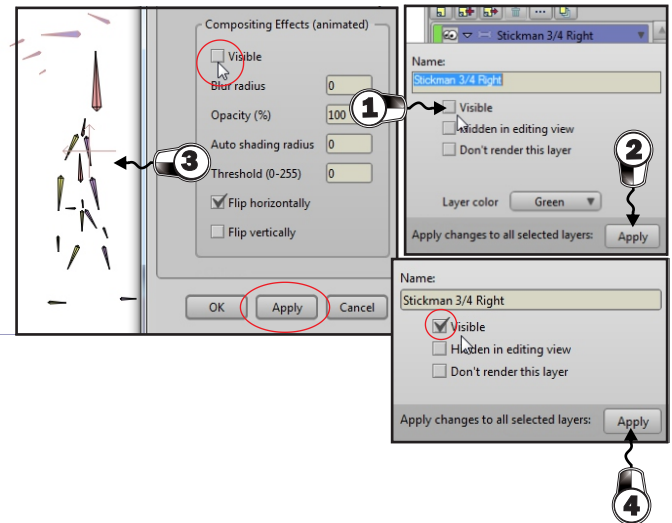 Compositing Effects (animated)
Visible
Blur radius 0
Opacity (%) 100
Auto shading radius 0
Threshold (0-255) 0
Flip horizontally
Flip vertically
OK Apply Cancel
3
Stickman 3/4 Right
Name:
Stickman 3/4 Right
1
Visible
Hidden in editing view
Don't render this layer
2
Layer color Green
Apply changes to all selected layers: Apply
Name:
Stickman 3/4 Right
Visible
Hidden in editing view
Don't render this layer
Apply changes to all selected layers: Apply
4